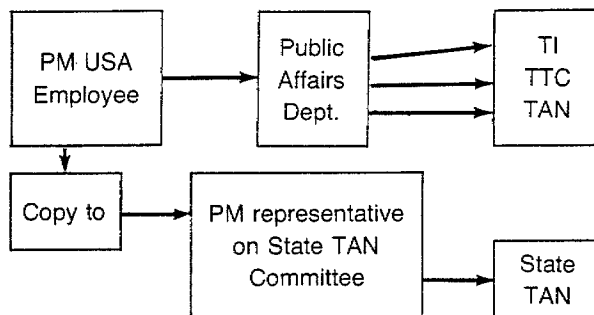 PM USA
Employee
Public
Affairs
Dept.
TI
TTC
TAN
Copy to
PM representative
on State TAN
Committee
State
TAN